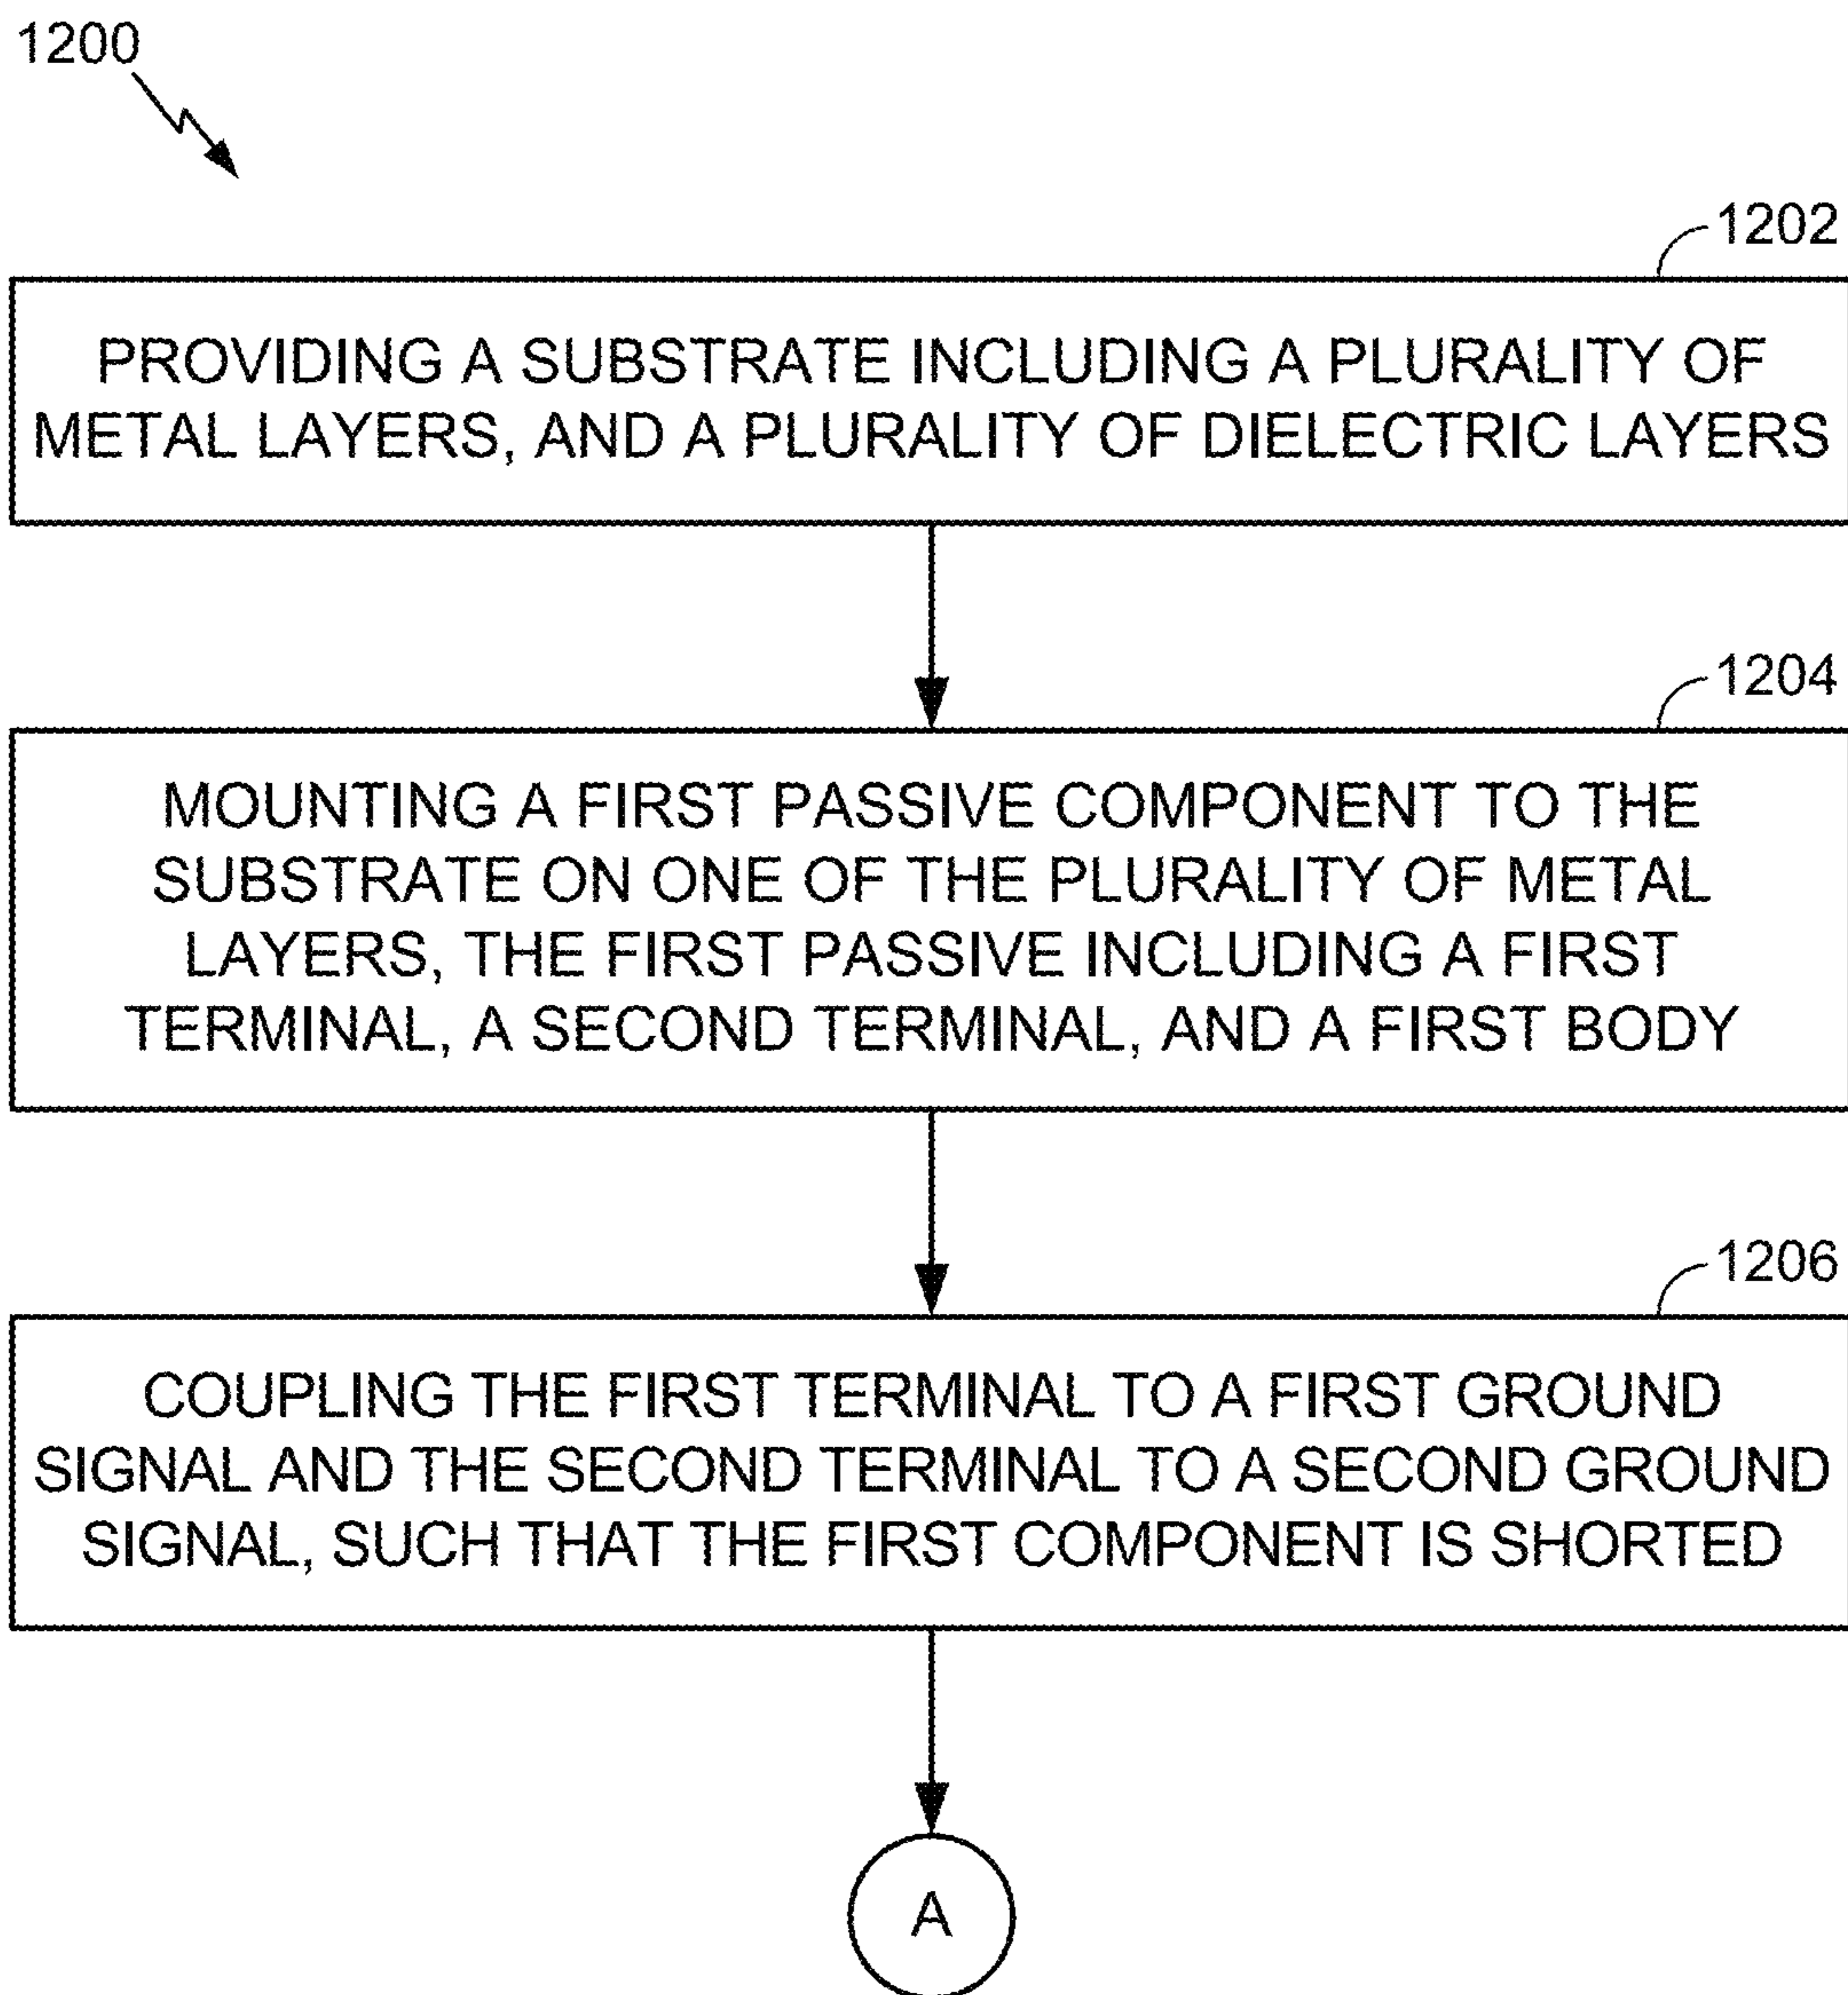 1200
1202
PROVIDING A SUBSTRATE INCLUDING A PLURALITY OF
METAL LAYERS, AND A PLURALITY OF DIELECTRIC LAYERS
1204
MOUNTING A FIRST PASSIVE COMPONENT TO THE
SUBSTRATE ON ONE OF THE PLURALITY OF METAL
LAYERS, THE FIRST PASSIVE INCLUDING A FIRST
TERMINAL, A SECOND TERMINAL, AND A FIRST BODY
1206
COUPLING THE FIRST TERMINAL TO A FIRST GROUND
SIGNAL AND THE SECOND TERMINAL TO A SECOND GROUND
SIGNAL, SUCH THAT THE FIRST COMPONENT IS SHORTED
A